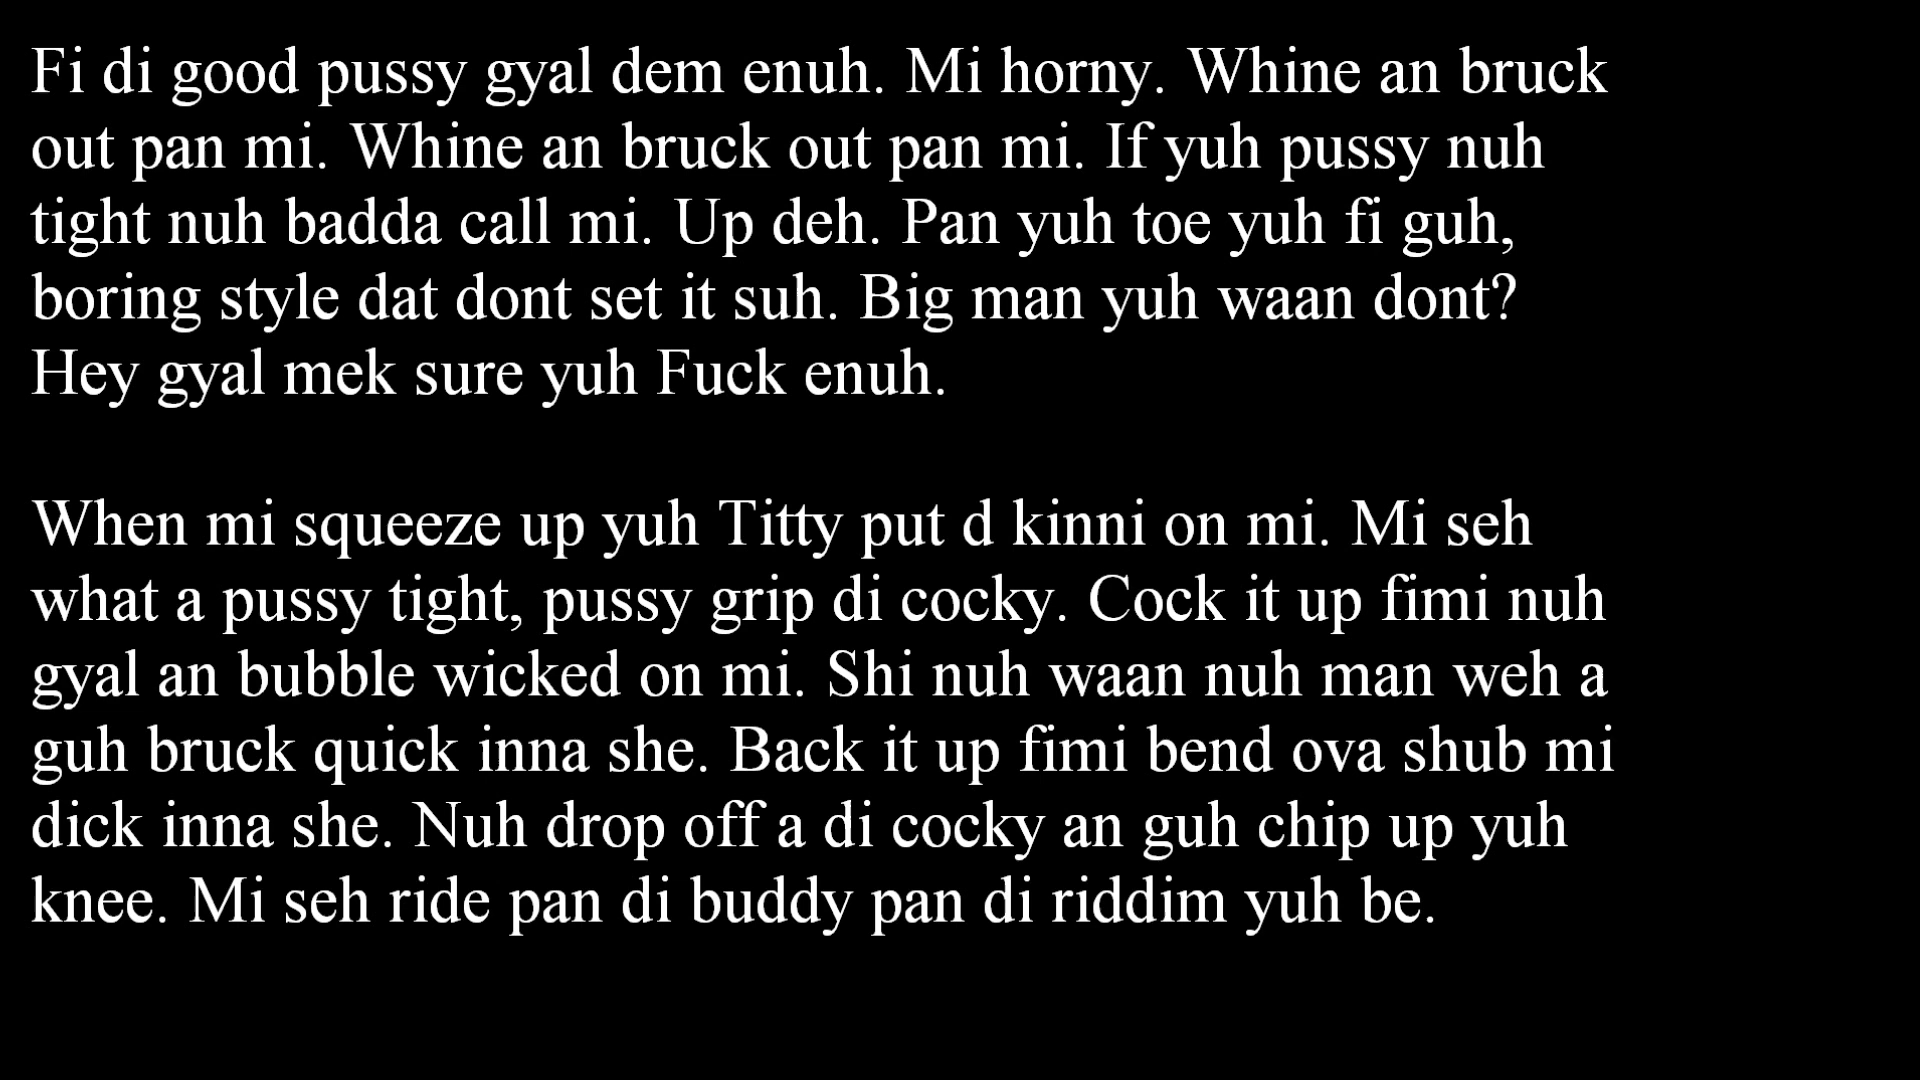 Fi di good pussy gyal dem enuh. Mi horny. Whine an bruck
out pan mi. Whine an bruck out pan mi. If yuh pussy nuh
tight nuh badda call mi. Up deh. Pan yuh toe yuh fi guh,
boring style dat dont set it suh. Big man yuh waan dont?
Hey gyal mek sure yuh Fuck enuh.

When mi squeeze up yuh Titty put d kinni on mi. Mi seh
what a pussy tight, pussy grip di cocky. Cock it up fimi nuh
gyal an bubble wicked on mi. Shi nuh waan nuh man weh a
guh bruck quick inna she. Back it up fimi bend ova shub mi
dick inna she. Nuh drop off a di cocky an guh chip up yuh
knee. Mi seh ride pan di buddy pan di riddim yuh be.